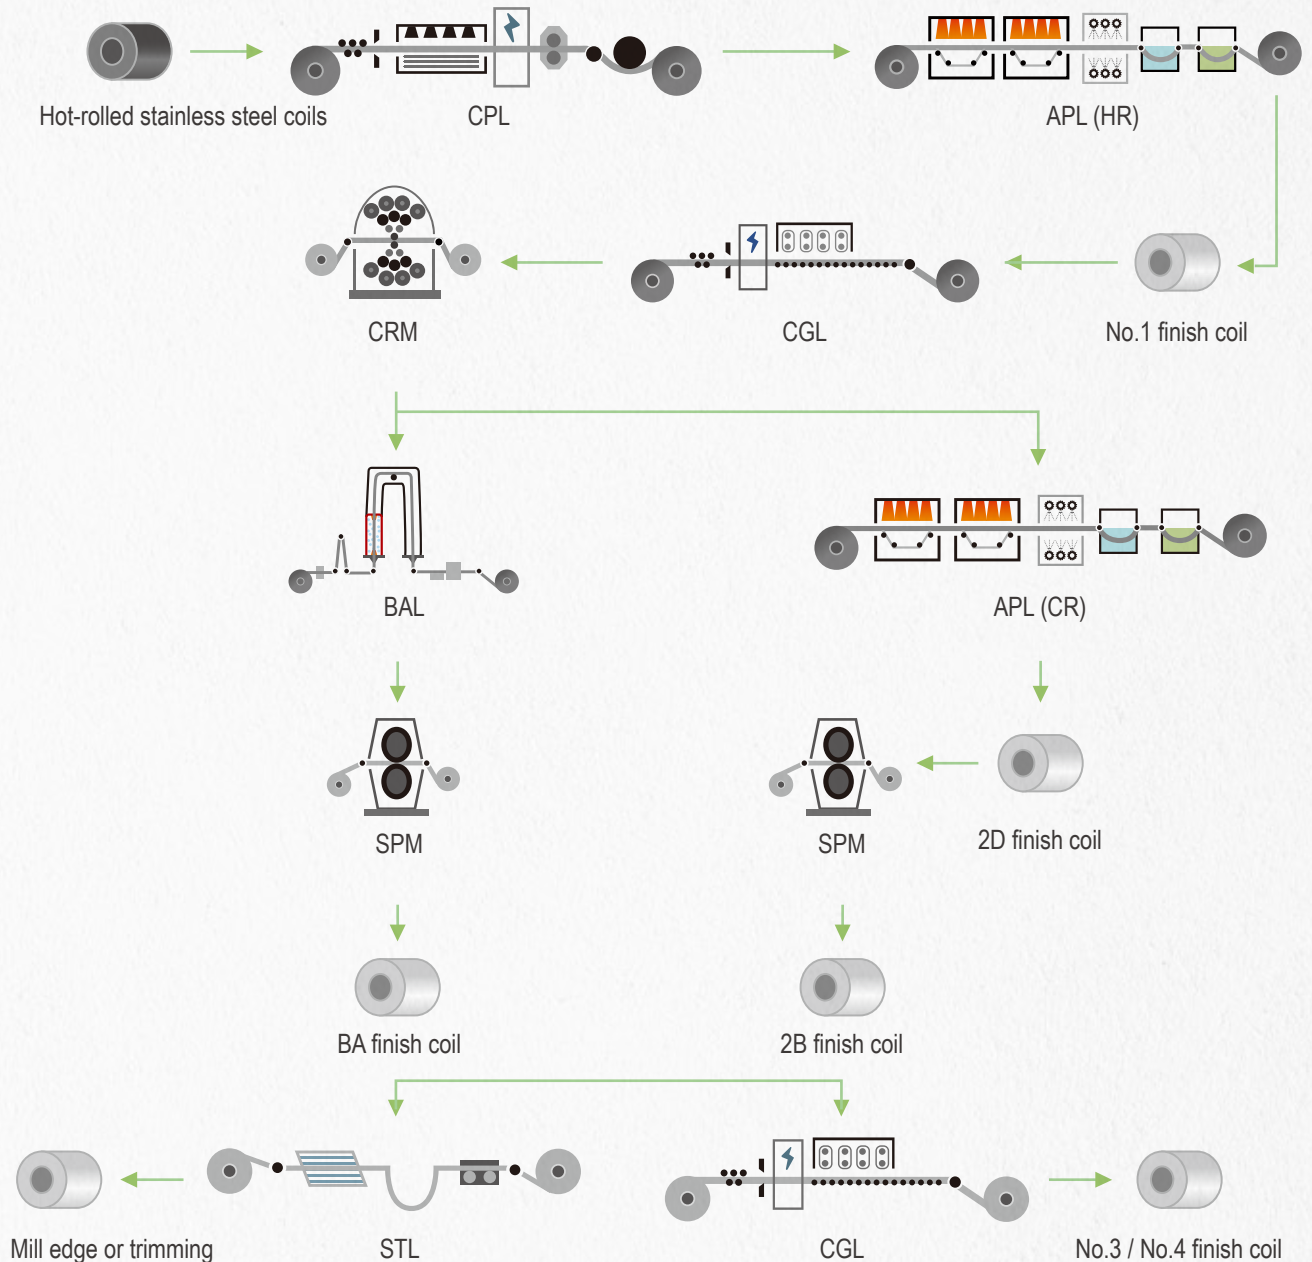 Hot-rolled stainless steel coils
CPL
APL (HR)
CRM
CGL
No.1 finish coil
BAL
APL (CR)
SPM
SPM
2D finish coil
BA finish coil
2B finish coil
Mill edge or trimming
STL
CGL
No.3 / No.4 finish coil